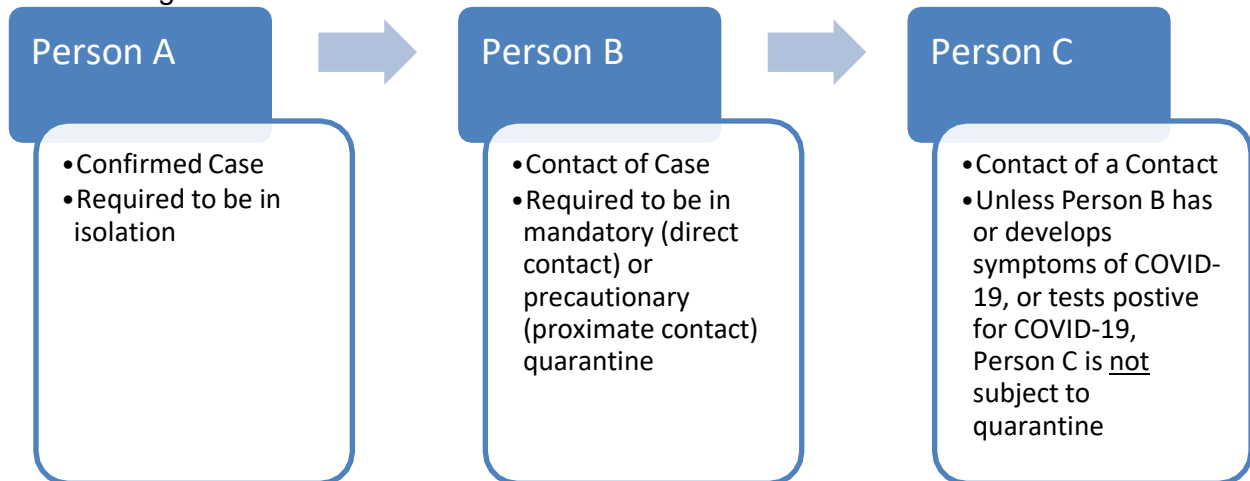 Person A
•Confirmed Case
•Required to be in
isolation
Person B
•Contact of Case
•Required to be in
mandatory (direct
contact) or
precautionary
(proximate contact)
quarantine
Person C
•Contact of a Contact
•Unless Person B has
or develops
symptoms of COVID-
19, or tests postive
for COVID-19,
Person C is not
subject to
quarantine